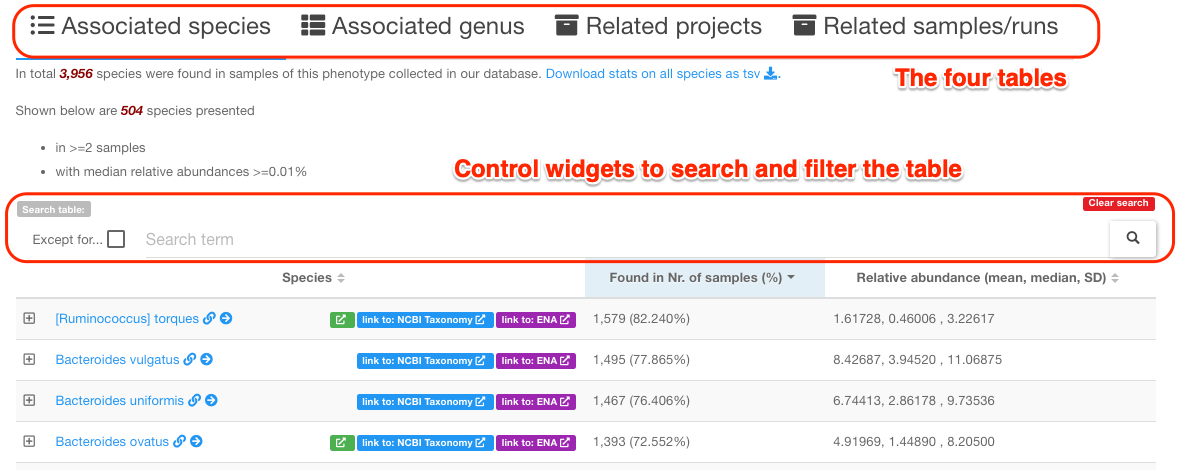 Associated species Associated genus Related projects Related samples/runs
In total 3,956 species were found in samples of this phenotype collected in our database. Download stats on all species as tsv .
The four tables
Shown below are 504 species presented
• in >=2 samples
• with median relative abundances >=0.01%
Control widgets to search and filter the table
Search table: Clear search
Except for... Search term
Species Found in Nr. of samples (%) Relative abundance (mean, median, SD)
[Ruminococcus] torques link to: NCBI Taxonomy link to: ENA 1,579 (82.240%) 1.61728, 0.46006 , 3.22617
Bacteroides vulgatus link to: NCBI Taxonomy link to: ENA 1,495 (77.865%) 8.42687, 3.94520 , 11.06875
Bacteroides uniformis link to: NCBI Taxonomy link to: ENA 1,467 (76.406%) 6.74413, 2.86178 , 9.73536
Bacteroides ovatus link to: NCBI Taxonomy link to: ENA 1,393 (72.552%) 4.91969, 1.44890 , 8.20500